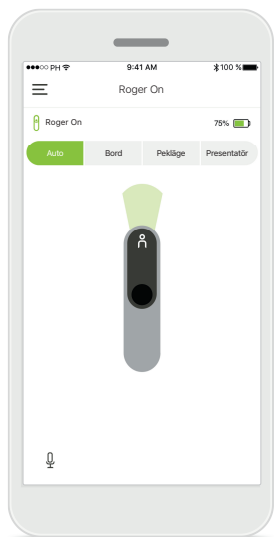 PH 9:41 AM 100 %
Roger On
Roger On 75%
Auto Bord Pekläge Presentatör